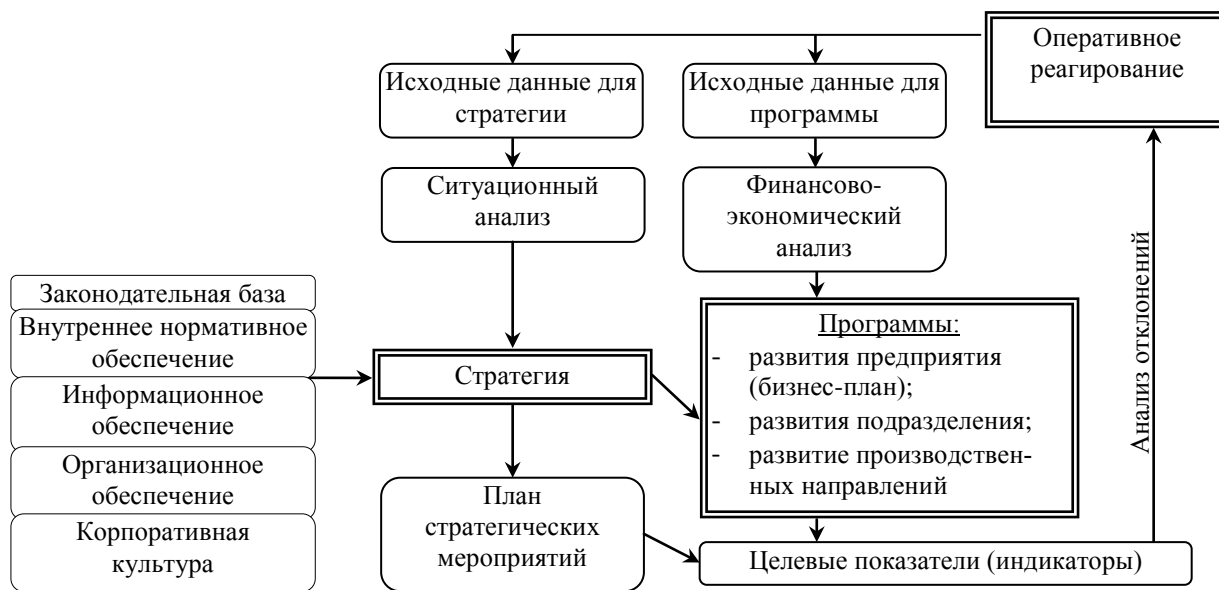 Оперативное
реагирование
Исходные данные для
стратегии
Исходные данные для
программы
Ситуационный
анализ
Финансово-
экономический
анализ
Законодательная база
Внутреннее нормативное
обеспечение
Информационное
обеспечение
Организационное
обеспечение
Корпоративная
культура
Стратегия
Программы:
- развития предприятия
(бизнес-план);
- развития подразделения;
- развитие производствен-
ных направлений
Анализ отклонений
План
стратегических
мероприятий
Целевые показатели (индикаторы)